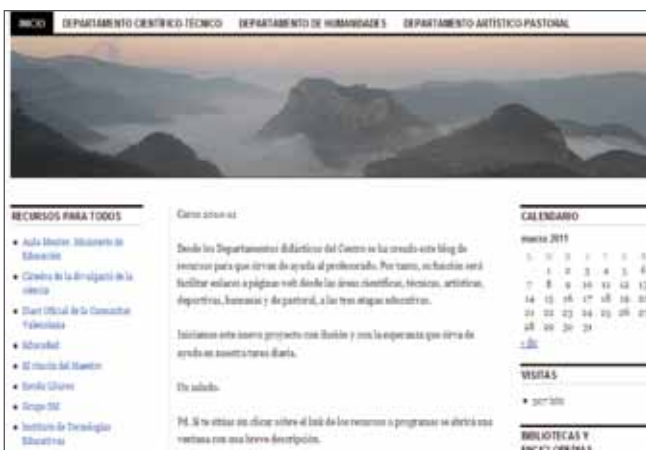 INICIO DEPARTAMENTO CIENTÍFICO-TÉCNICO DEPARTAMENTO DE HUMANIDADES DEPARTAMENTO ARTÍSTICO-PASTORAL
RECURSOS PARA TODOS
Aula Mentor. Ministerio de
Educación
Cátedra de la divulgació de la
ciència
Diari Oficial de la Comunitat
Valenciana
Educared
El rincón del Maestro
Escola Lliurex
Grupo SM
Instituto de Tecnologías
Educativas
Curso
Desde los Departamentos didácticos del Centro se ha creado este blog de
recursos para que sirvan de ayuda al profesorado. Por tanto, su función será
facilitar enlaces a páginas web desde las áreas científicas, técnicas, artísticas,
deportivas, humanas y de pastoral, a las tres etapas educativas.
Iniciamos este nuevo proyecto con ilusión y con la esperanza que sirva de
ayuda en nuestra tarea diaria.
Un saludo.
Pd. Si te sitúas sin clicar sobre el link de los recursos o programas se abrirá una
ventana con una breve descripción.
CALENDARIO
marzo 2011
L M X J V S D
1 2 3 4 5 6
7 8 9 10 11 12 13
14 15 16 17 18 19 20
21 22 23 24 25 26 27
28 29 30 31
« dic
VISITAS
hits
BIBLIOTECAS Y
ENCICLOPEDIAS